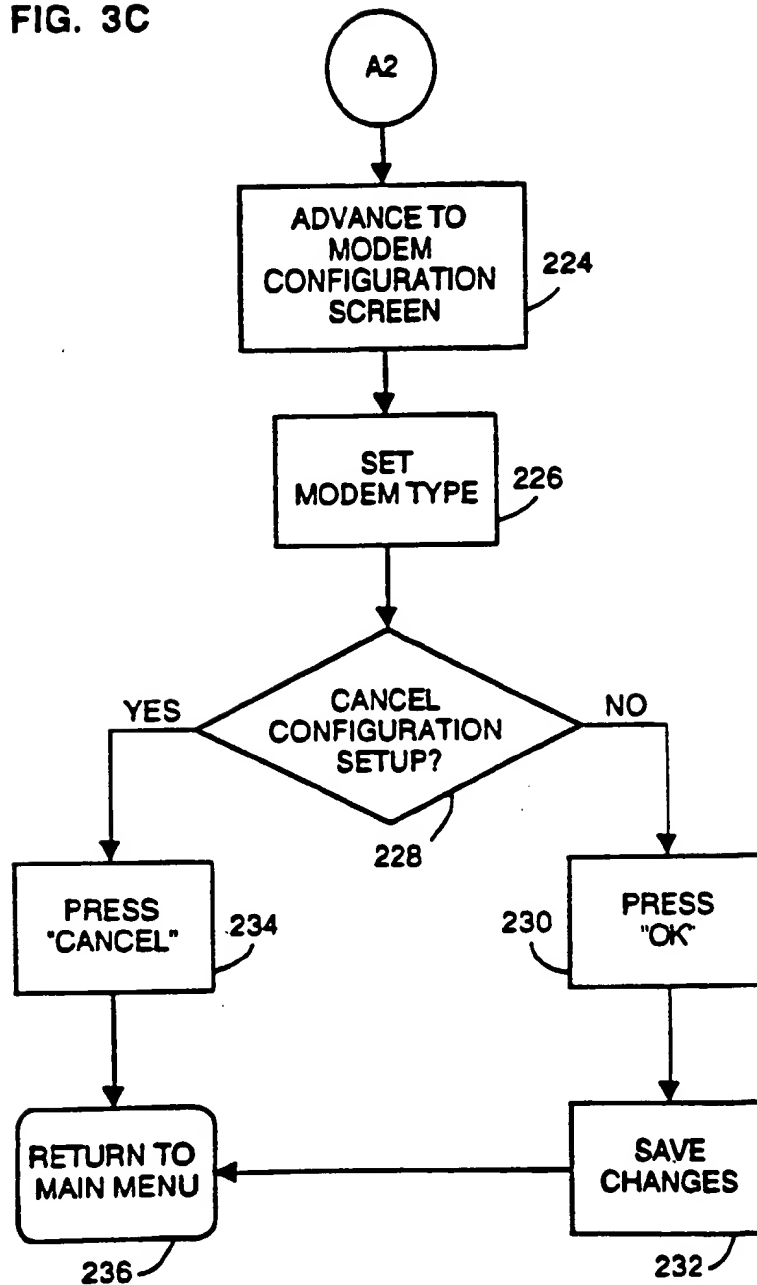 FIG. 3C
A2
ADVANCE TO
MODEM
CONFIGURATION
SCREEN
224
SET
MODEM TYPE
226
YES
CANCEL
CONFIGURATION
SETUP?
NO
228
PRESS
"CANCEL"
234
230
PRESS
"OK"
RETURN TO
MAIN MENU
236
SAVE
CHANGES
232